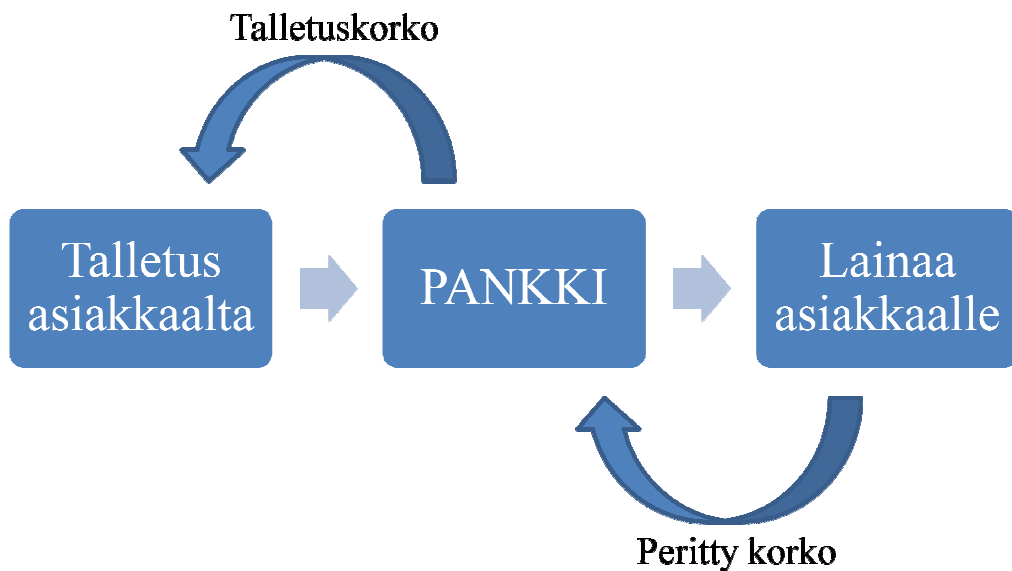 Talletuskorko
Talletus
asiakkaalta
PANKKI
Lainaa
asiakkaalle
Peritty korko